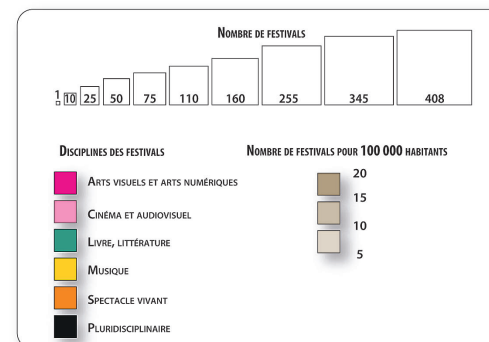 Nombre de festivals
1 10 25 50 75 110 160 255 345 408
Disciplines des festivals
Arts visuels et arts numériques
Cinéma et audiovisuel
Livre, littérature
Musique
Spectacle vivant
Pluridisciplinaire
Nombre de festivals pour 100 000 habitants
20
15
10
5